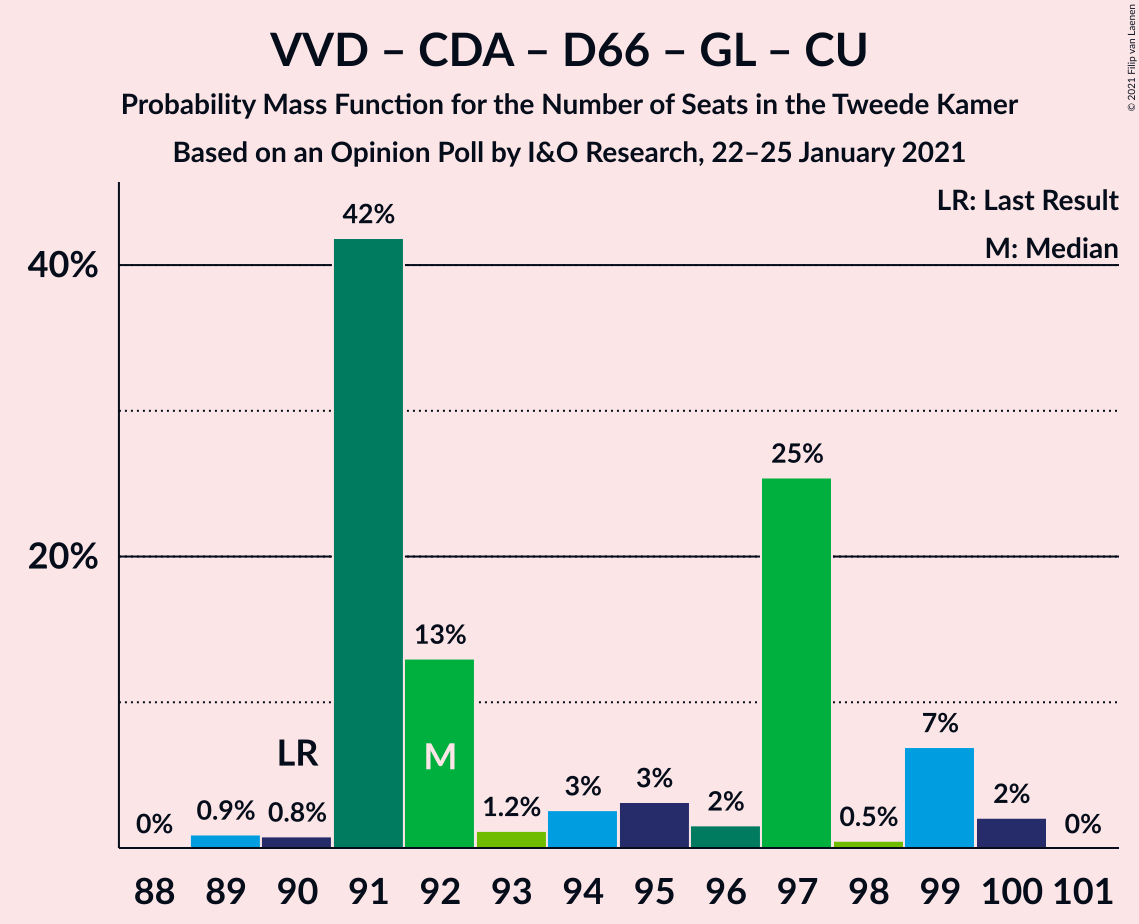 VVD – CDA – D66 – GL – CU
Probability Mass Function for the Number of Seats in the Tweede Kamer
Based on an Opinion Poll by I&O Research, 22–25 January 2021
© 2021 Filip van Laenen
LR: Last Result
M: Median
40%
20%
0%
0.9%
0.8%
42%
13%
1.2%
3%
3%
2%
25%
0.5%
7%
2%
0%
LR
M
88 89 90 91 92 93 94 95 96 97 98 99 100 101